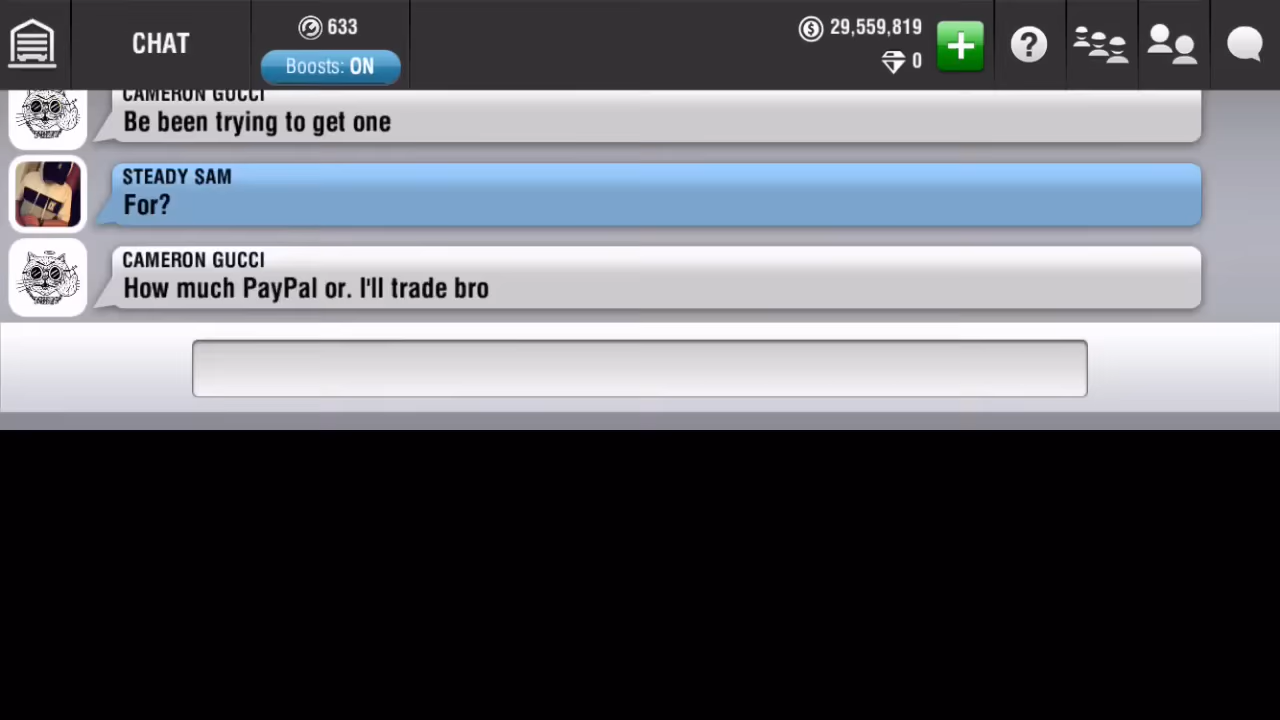 CHAT
633
Boosts: ON
29,559,819
0
?
CAMERON GUCCI
Be been trying to get one
STEADY SAM
For?
CAMERON GUCCI
How much PayPal or. I'll trade bro